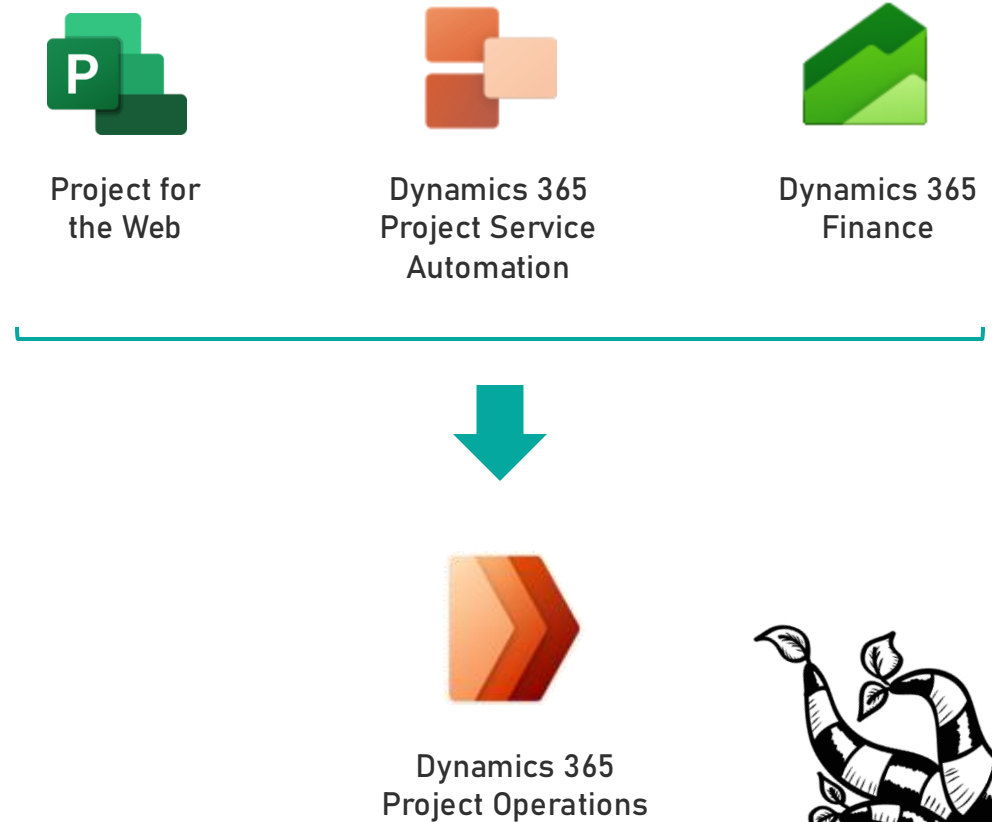 P
Project for
the Web
Dynamics 365
Project Service
Automation
Dynamics 365
Finance
Dynamics 365
Project Operations